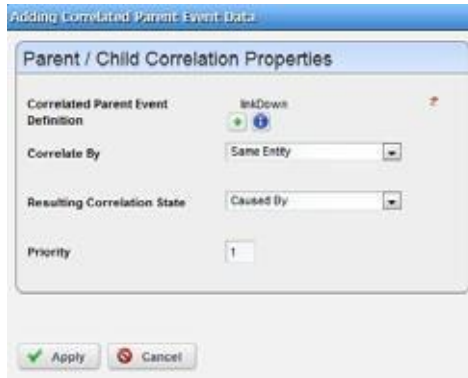 Adding Correlated Parent Event Data
Parent / Child Correlation Properties
Correlated Parent Event
Definition
linkDown
Correlate By
Same Entity
Resulting Correlation State
Caused By
Priority
1
Apply
Cancel